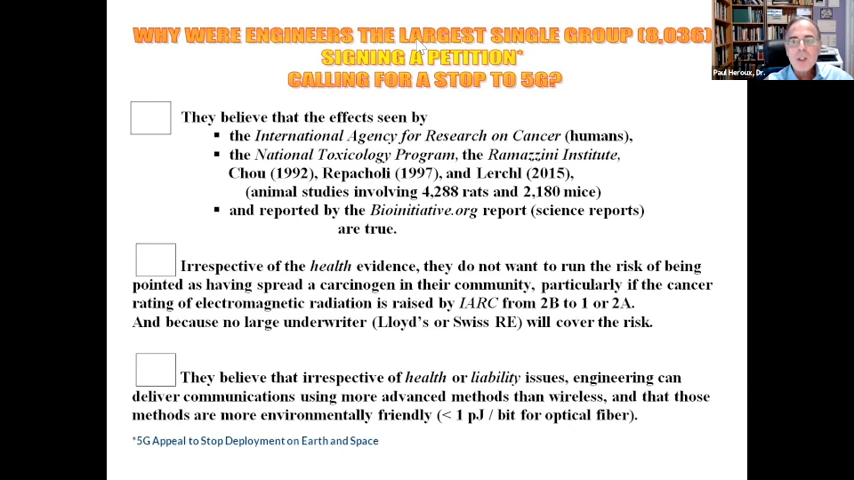 WHY WERE ENGINEERS THE LARGEST SINGLE GROUP (8,036)
SIGNING A PETITION*
CALLING FOR A STOP TO 5G?
Paul Heroux, Dr.
They believe that the effects seen by
▪ the International Agency for Research on Cancer (humans),
▪ the National Toxicology Program, the Ramazzini Institute,
Chou (1992), Repacholi (1997), and Lerchl (2015),
(animal studies involving 4,288 rats and 2,180 mice)
▪ and reported by the Bioinitiative.org report (science reports)
are true.
Irrespective of the health evidence, they do not want to run the risk of being
pointed as having spread a carcinogen in their community, particularly if the cancer
rating of electromagnetic radiation is raised by IARC from 2B to 1 or 2A.
And because no large underwriter (Lloyd's or Swiss RE) will cover the risk.
They believe that irrespective of health or liability issues, engineering can
deliver communications using more advanced methods than wireless, and that those
methods are more environmentally friendly (< 1 pJ / bit for optical fiber).
*5G Appeal to Stop Deployment on Earth and Space